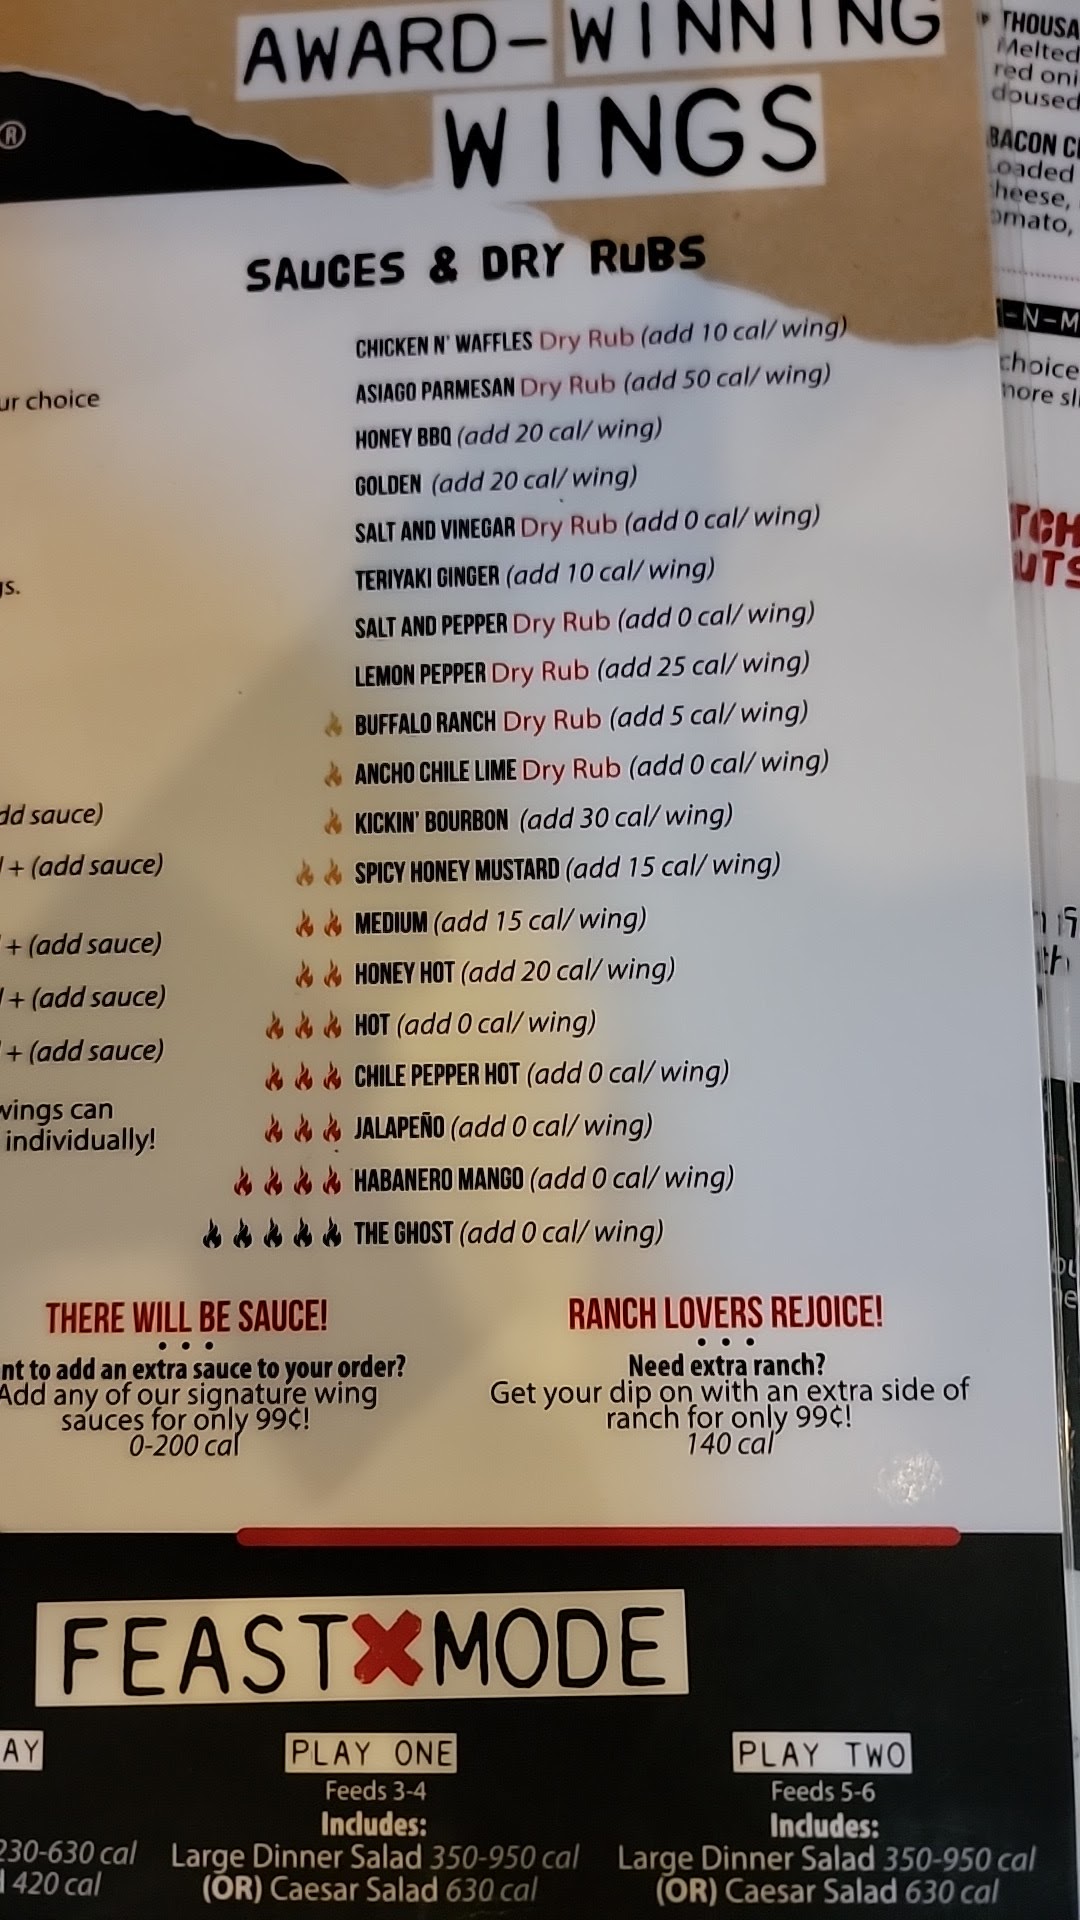 AWARD-WINNING
WINGS
®
SAUCES & DRY RUBS
CHICKEN N' WAFFLES Dry Rub (add 10 cal/ wing)
ASIAGO PARMESAN Dry Rub (add 50 cal/ wing)
HONEY BBQ (add 20 cal/ wing)
GOLDEN (add 20 cal/ wing)
SALT AND VINEGAR Dry Rub (add 0 cal/ wing)
TERIYAKI GINGER (add 10 cal/ wing)
SALT AND PEPPER Dry Rub (add 0 cal/ wing)
LEMON PEPPER Dry Rub (add 25 cal/ wing)
BUFFALO RANCH Dry Rub (add 5 cal/ wing)
ANCHO CHILE LIME Dry Rub (add 0 cal/ wing)
KICKIN' BOURBON (add 30 cal/ wing)
SPICY HONEY MUSTARD (add 15 cal/ wing)
MEDIUM (add 15 cal/ wing)
HONEY HOT (add 20 cal/ wing)
HOT (add 0 cal/ wing)
CHILE PEPPER HOT (add 0 cal/ wing)
JALAPEÑO (add 0 cal/ wing)
HABANERO MANGO (add 0 cal/ wing)
THE GHOST (add 0 cal/ wing)
ur choice
gs.
dd sauce)
+ (add sauce)
+ (add sauce)
+ (add sauce)
+ (add sauce)
wings can
individually!
THERE WILL BE SAUCE!
nt to add an extra sauce to your order?
Add any of our signature wing
sauces for only 99¢!
0-200 cal
RANCH LOVERS REJOICE!
Need extra ranch?
Get your dip on with an extra side of
ranch for only 99¢!
140 cal
FEAST MODE
AY
230-630 cal
420 cal
PLAY ONE
Feeds 3-4
Includes:
Large Dinner Salad 350-950 cal
(OR) Caesar Salad 630 cal
PLAY TWO
Feeds 5-6
Includes:
Large Dinner Salad 350-950 cal
(OR) Caesar Salad 630 cal
THOUSA
Melted
red oni
doused
BACON C
Loaded
cheese,
omato,
-N-M
choice
more sl
TCH
UTS